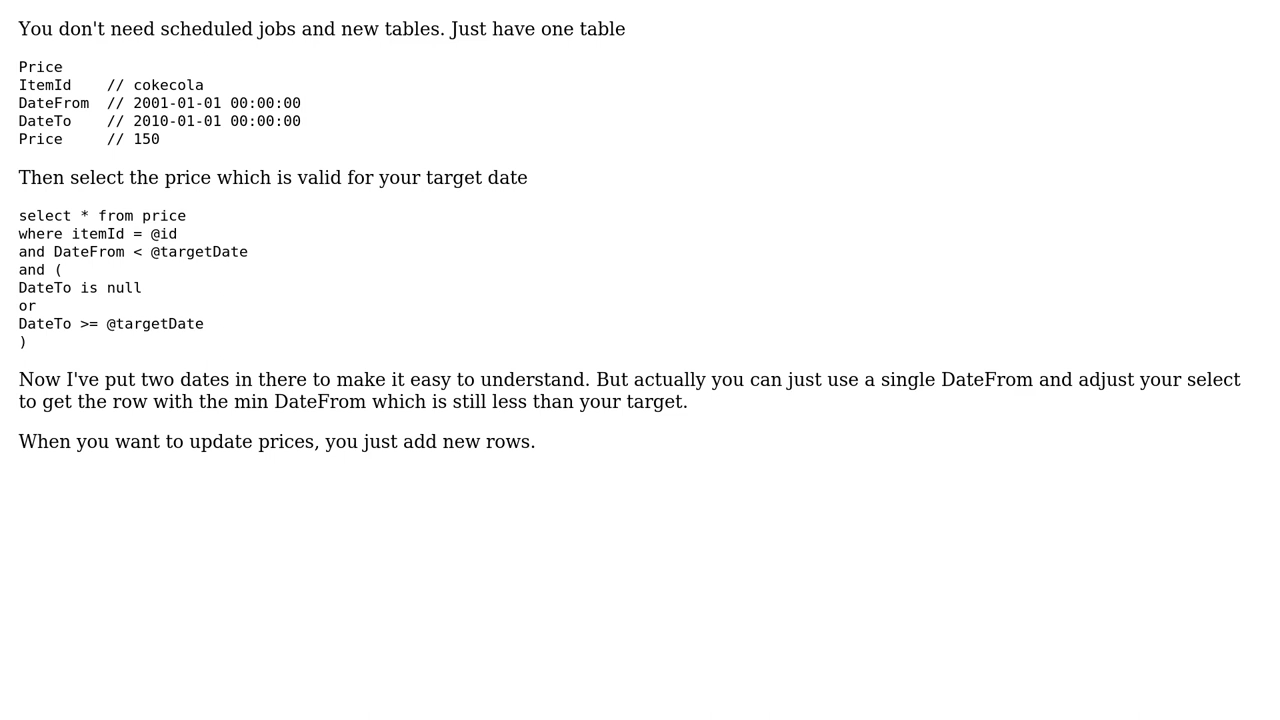 You don't need scheduled jobs and new tables. Just have one table
Price
ItemId    // cokecola
DateFrom  // 2001-01-01 00:00:00
DateTo    // 2010-01-01 00:00:00
Price     // 150
Then select the price which is valid for your target date
select * from price
where itemId = @id
and DateFrom < @targetDate
and (
DateTo is null
or
DateTo >= @targetDate
)
Now I've put two dates in there to make it easy to understand. But actually you can just use a single DateFrom and adjust your select
to get the row with the min DateFrom which is still less than your target.
When you want to update prices, you just add new rows.